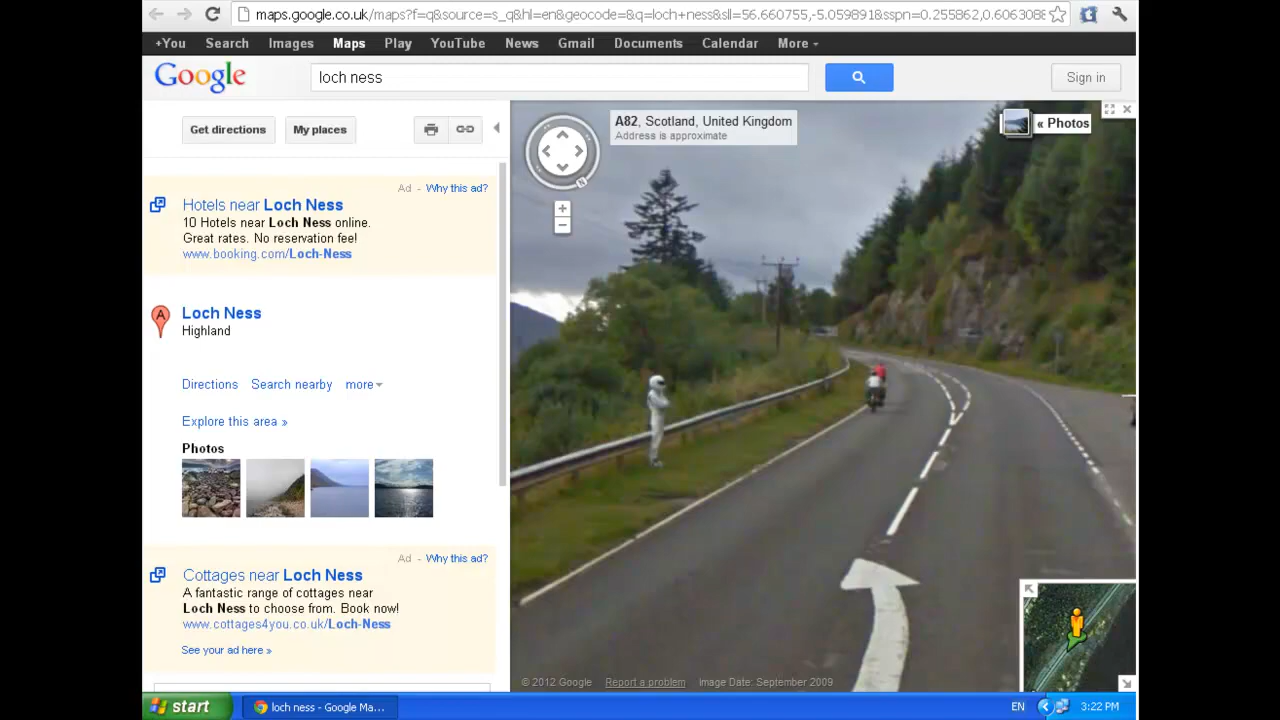 maps.google.co.uk/maps?f=q&source=s_q&hl=en&geocode=&q=loch+ness&sll=56.660755,-5.059891&sspn=0.255862,0.606308&
+You Search Images Maps Play YouTube News Gmail Documents Calendar More
Google
loch ness
Sign in
Get directions
My places
A82, Scotland, United Kingdom
Address is approximate
« Photos
Ad - Why this ad?
Hotels near Loch Ness
10 Hotels near Loch Ness online.
Great rates. No reservation fee!
www.booking.com/Loch-Ness
A
Loch Ness
Highland
Directions Search nearby more
Explore this area »
Photos
Ad - Why this ad?
Cottages near Loch Ness
A fantastic range of cottages near
Loch Ness to choose from. Book now!
www.cottages4you.co.uk/Loch-Ness
See your ad here »
N
© 2012 Google Report a problem Image Date: September 2009
start
loch ness - Google Ma...
EN
3:22 PM